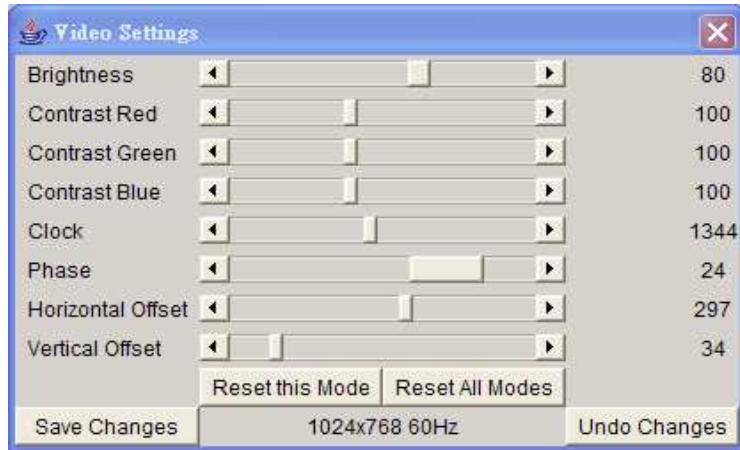 Video Settings
Brightness 80
Contrast Red 100
Contrast Green 100
Contrast Blue 100
Clock 1344
Phase 24
Horizontal Offset 297
Vertical Offset 34
Reset this Mode Reset All Modes
Save Changes 1024x768 60Hz Undo Changes